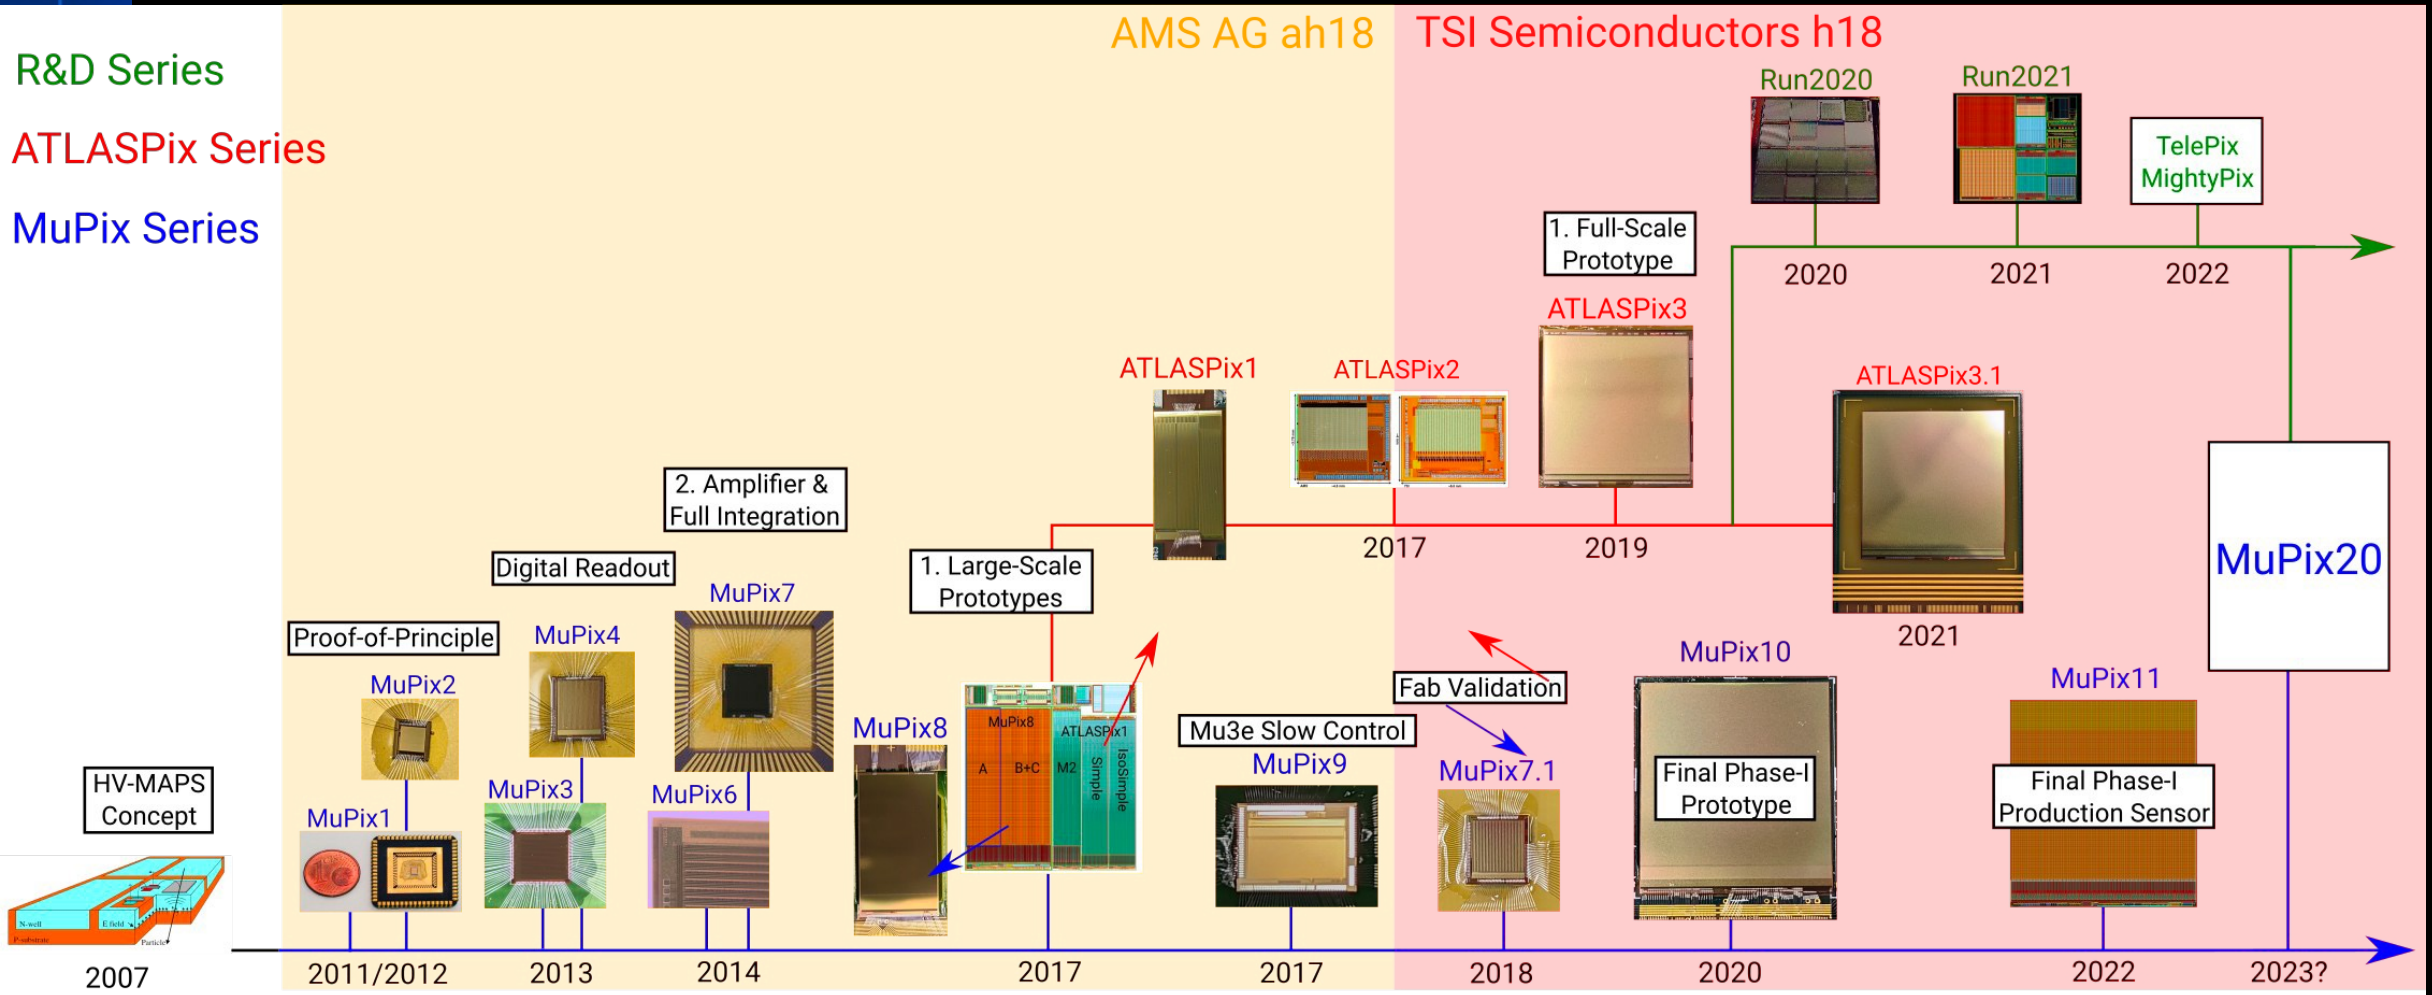 AMS AG ah18
TSI Semiconductors h18
R&D Series
ATLASPix Series
MuPix Series
Run2020
Run2021
TelePix
MightyPix
2020
2021
2022
1. Full-Scale
Prototype
ATLASPix3
ATLASPix1
ATLASPix2
ATLASPix3.1
2017
2019
2021
2. Amplifier &
Full Integration
Digital Readout
MuPix7
1. Large-Scale
Prototypes
Proof-of-Principle
MuPix4
MuPix2
MuPix20
MuPix10
MuPix11
Fab Validation
MuPix8
MuPix8
ATLASPix1
A
B+C
M2
Simple
IsoSimple
Mu3e Slow Control
MuPix9
MuPix7.1
Final Phase-I
Prototype
Final Phase-I
Production Sensor
HV-MAPS
Concept
MuPix1
MuPix3
MuPix6
N-well
E field
P-substrate
Particle
2007
2011/2012
2013
2014
2017
2017
2018
2020
2022
2023?